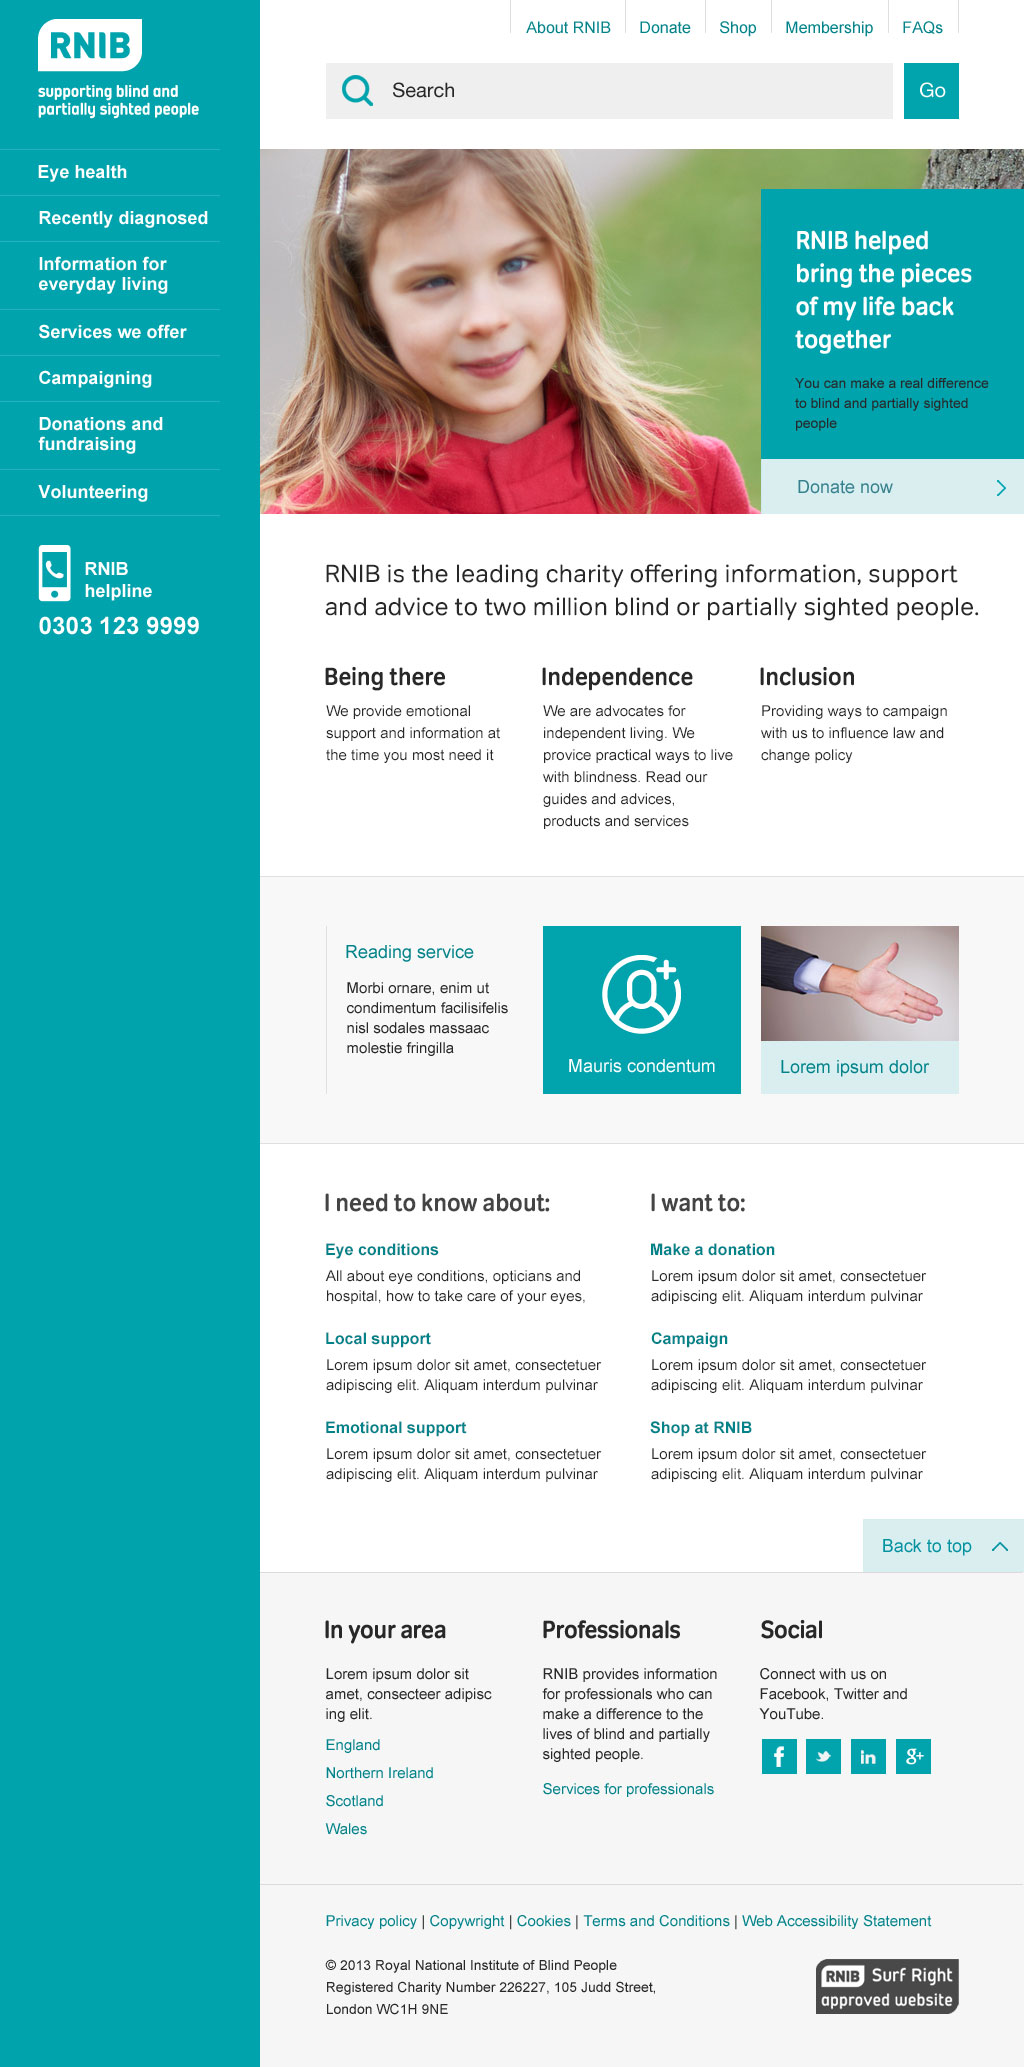 RNIB
supporting blind and
partially sighted people
Eye health
Recently diagnosed
Information for
everyday living
Services we offer
Campaigning
Donations and
fundraising
Volunteering
RNIB
helpline
0303 123 9999
About RNIB
Donate
Shop
Membership
FAQs
Search
Go
RNIB helped
bring the pieces
of my life back
together
You can make a real difference
to blind and partially sighted
people
Donate now
RNIB is the leading charity offering information, support
and advice to two million blind or partially sighted people.
Being there
We provide emotional
support and information at
the time you most need it
Independence
We are advocates for
independent living. We
provice practical ways to live
with blindness. Read our
guides and advices,
products and services
Inclusion
Providing ways to campaign
with us to influence law and
change policy
Reading service
Morbi ornare, enim ut
condimentum facilisifelis
nisl sodales massaac
molestie fringilla
Mauris condentum
Lorem ipsum dolor
I need to know about:
Eye conditions
All about eye conditions, opticians and
hospital, how to take care of your eyes,
Local support
Lorem ipsum dolor sit amet, consectetuer
adipiscing elit. Aliquam interdum pulvinar
Emotional support
Lorem ipsum dolor sit amet, consectetuer
adipiscing elit. Aliquam interdum pulvinar
I want to:
Make a donation
Lorem ipsum dolor sit amet, consectetuer
adipiscing elit. Aliquam interdum pulvinar
Campaign
Lorem ipsum dolor sit amet, consectetuer
adipiscing elit. Aliquam interdum pulvinar
Shop at RNIB
Lorem ipsum dolor sit amet, consectetuer
adipiscing elit. Aliquam interdum pulvinar
Back to top
In your area
Lorem ipsum dolor sit
amet, consecteer adipisc
ing elit.
England
Northern Ireland
Scotland
Wales
Professionals
RNIB provides information
for professionals who can
make a difference to the
lives of blind and partially
sighted people.
Services for professionals
Social
Connect with us on
Facebook, Twitter and
YouTube.
f
in
g+
Privacy policy | Copywright | Cookies | Terms and Conditions | Web Accessibility Statement
© 2013 Royal National Institute of Blind People
Registered Charity Number 226227, 105 Judd Street,
London WC1H 9NE
RNIB Surf Right
approved website